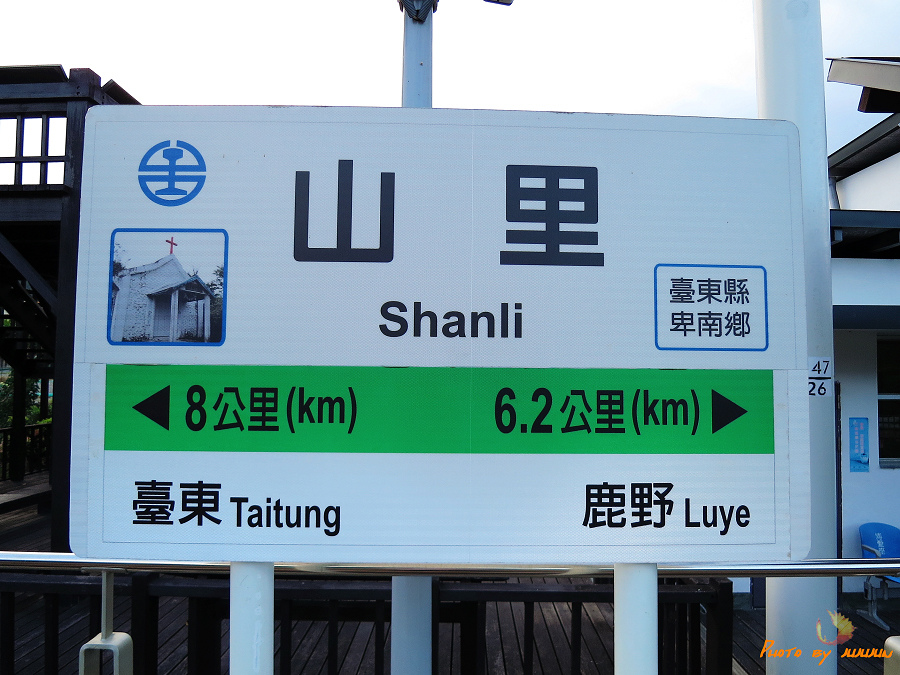 山里
Shanli
臺東縣
卑南鄉
8公里(km) 6.2公里(km)
臺東 Taitung 鹿野 Luye
47
26
PHOTO BY